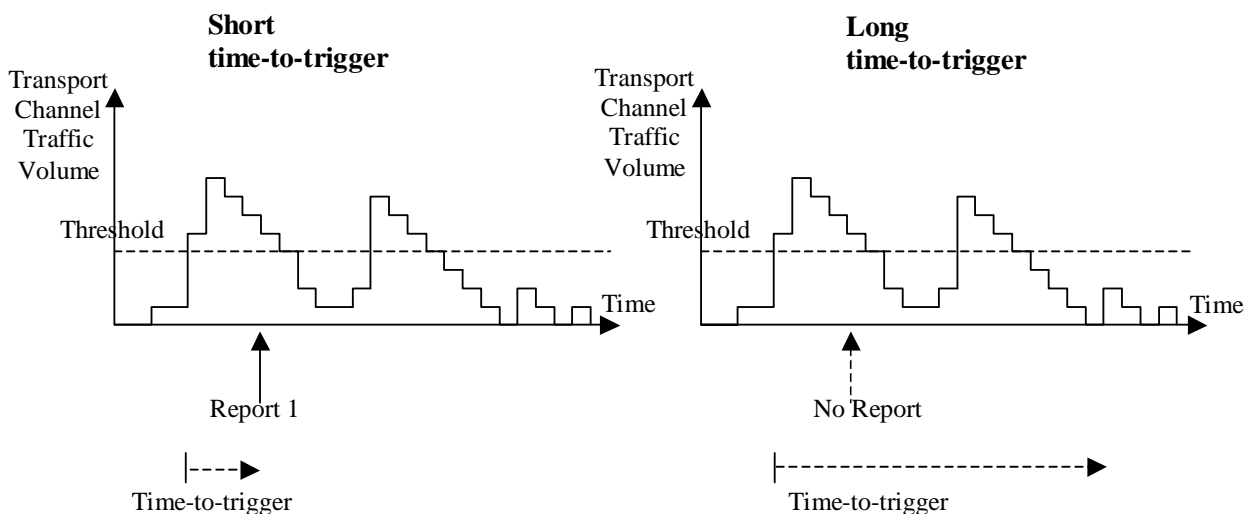 Short
time-to-trigger
Transport
Channel
Traffic
Volume
Threshold
Time
Report 1
Time-to-trigger
Long
time-to-trigger
Transport
Channel
Traffic
Volume
Threshold
Time
No Report
Time-to-trigger